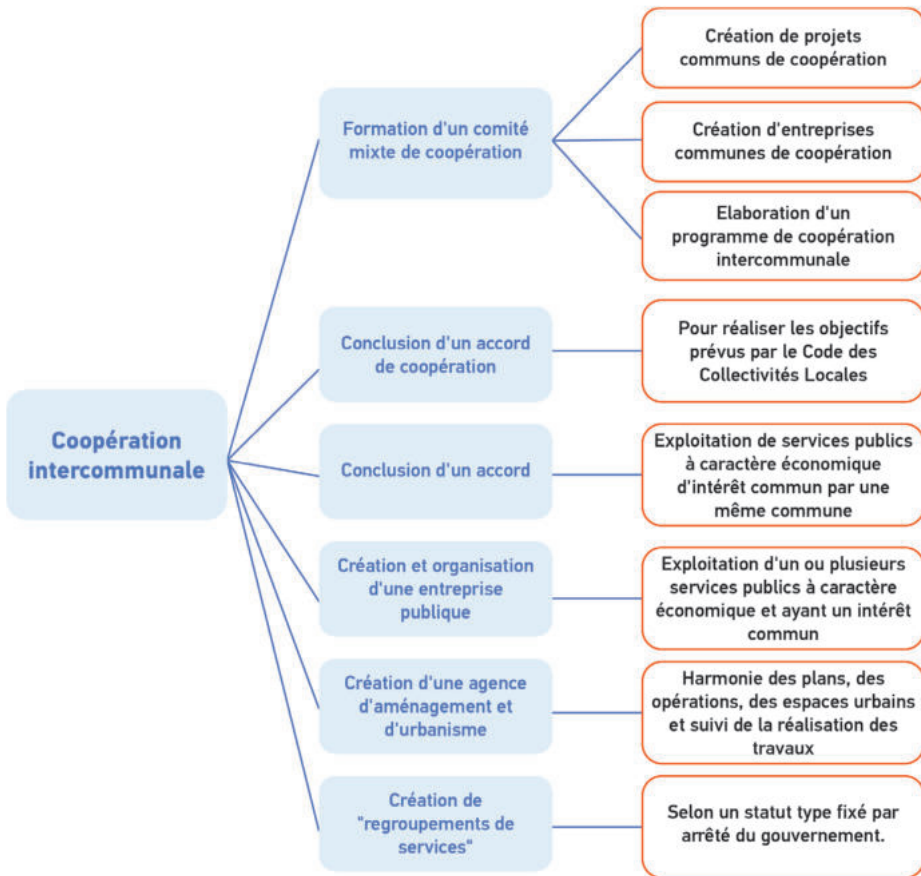 Coopération
intercommunale
Formation d'un comité
mixte de coopération
Création de projets
communs de coopération
Création d'entreprises
communes de coopération
Elaboration d'un
programme de coopération
intercommunale
Conclusion d'un accord
de coopération
Pour réaliser les objectifs
prévus par le Code des
Collectivités Locales
Conclusion d'un accord
Exploitation de services publics
à caractère économique
d'intérêt commun par une
même commune
Création et organisation
d'une entreprise
publique
Exploitation d'un ou plusieurs
services publics à caractère
économique et ayant un intérêt
commun
Création d'une agence
d'aménagement et
d'urbanisme
Harmonie des plans, des
opérations, des espaces urbains
et suivi de la réalisation des
travaux
Création de
"regroupements de
services"
Selon un statut type fixé par
arrêté du gouvernement.